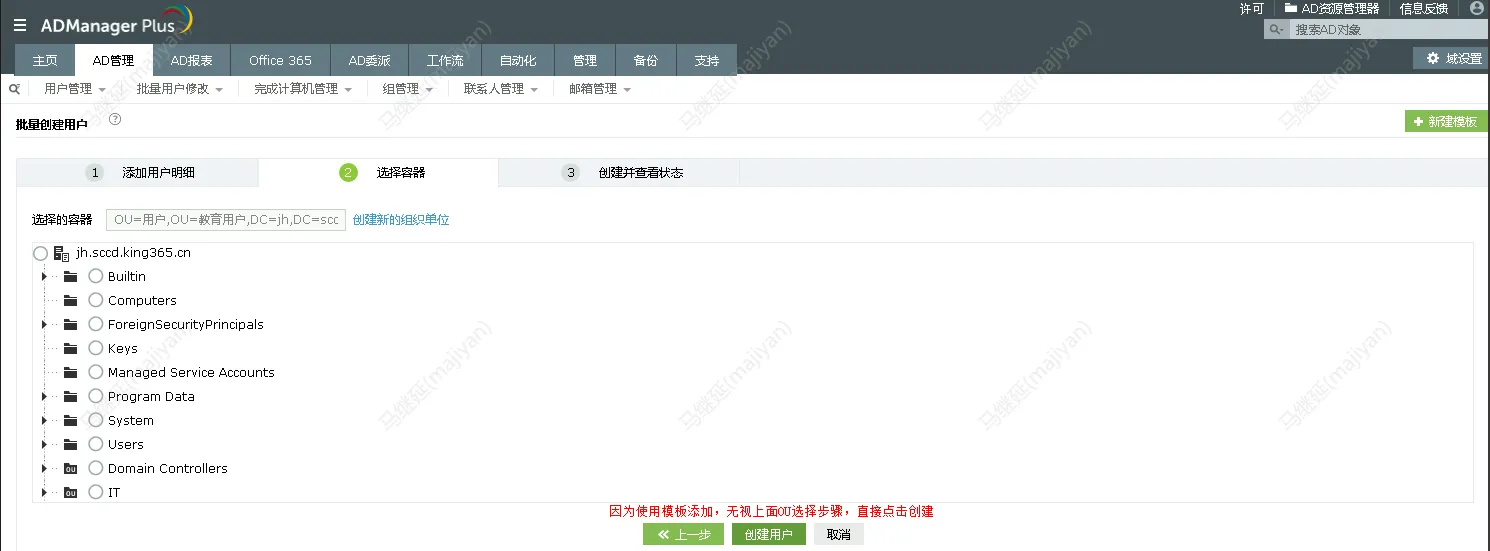 许可 AD资源管理器 信息反馈
ADManager Plus
搜索AD对象
主页 AD管理 AD报表 Office 365 AD委派 工作流 自动化 管理 备份 支持
域设置
用户管理 批量用户修改 完成计算机管理 组管理 联系人管理 邮箱管理
批量创建用户 ?
+ 新建模板
1 添加用户明细 2 选择容器 3 创建并查看状态
选择的容器 OU=用户,OU=教育用户,DC=jh,DC=scc 创建新的组织单位
jh.sccd.king365.cn
Builtin
Computers
ForeignSecurityPrincipals
Keys
Managed Service Accounts
Program Data
System
Users
OU Domain Controllers
OU IT
因为使用模板添加，无视上面OU选择步骤，直接点击创建
上一步 创建用户 取消
马继延(majiyan)
马继延(majiyan)
马继延(majiyan)
马继延(majiyan)
马继延(majiyan)
马继延(majiyan)
马继延(majiyan)
马继延(majiyan)
马继延(majiyan)